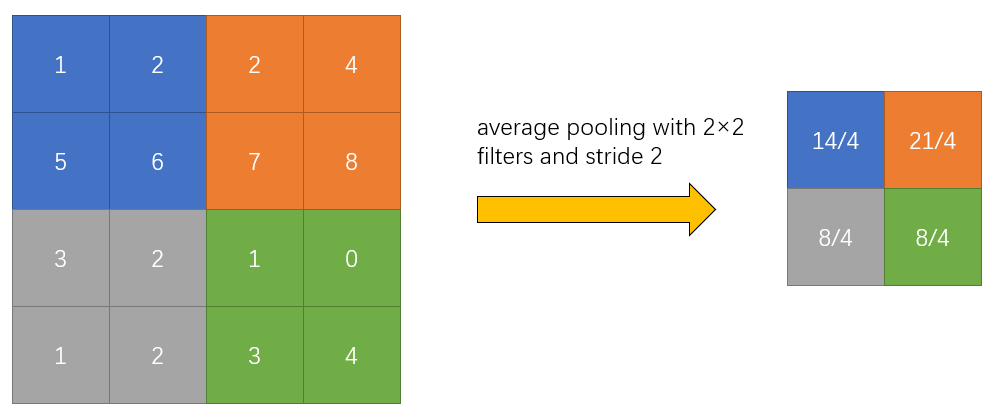 1 2 2 4
5 6 7 8
3 2 1 0
1 2 3 4
average pooling with 2×2
filters and stride 2
14/4 21/4
8/4 8/4